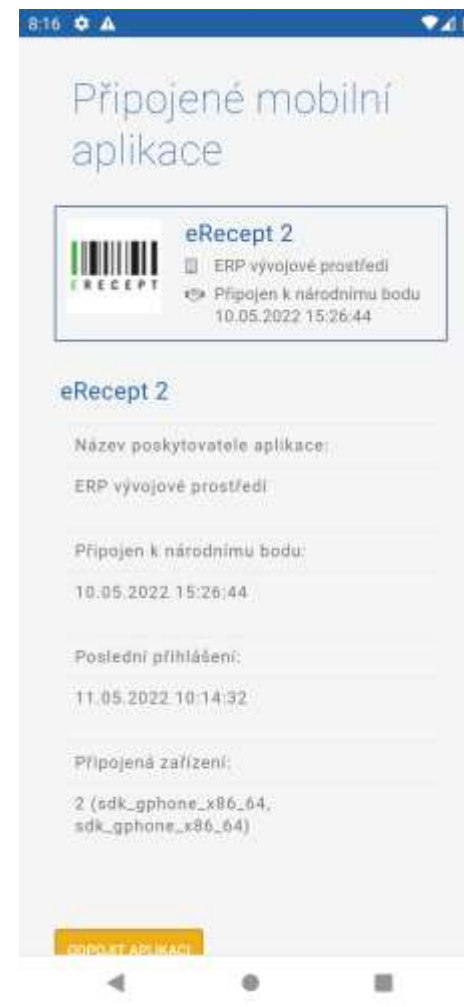 8:16
Připojené mobilní
aplikace
eRecept 2
ERP vývojové prostředí
Připojen k národnímu bodu
10.05.2022 15:26:44
ERECEPT
eRecept 2
Název poskytovatele aplikace:
ERP vývojové prostředí
Připojen k národnímu bodu:
10.05.2022 15:26:44
Poslední přihlášení:
11.05.2022 10:14:32
Připojená zařízení:
2 (sdk_gphone_x86_64,
sdk_gphone_x86_64)
ODPOJIT APLIKACI